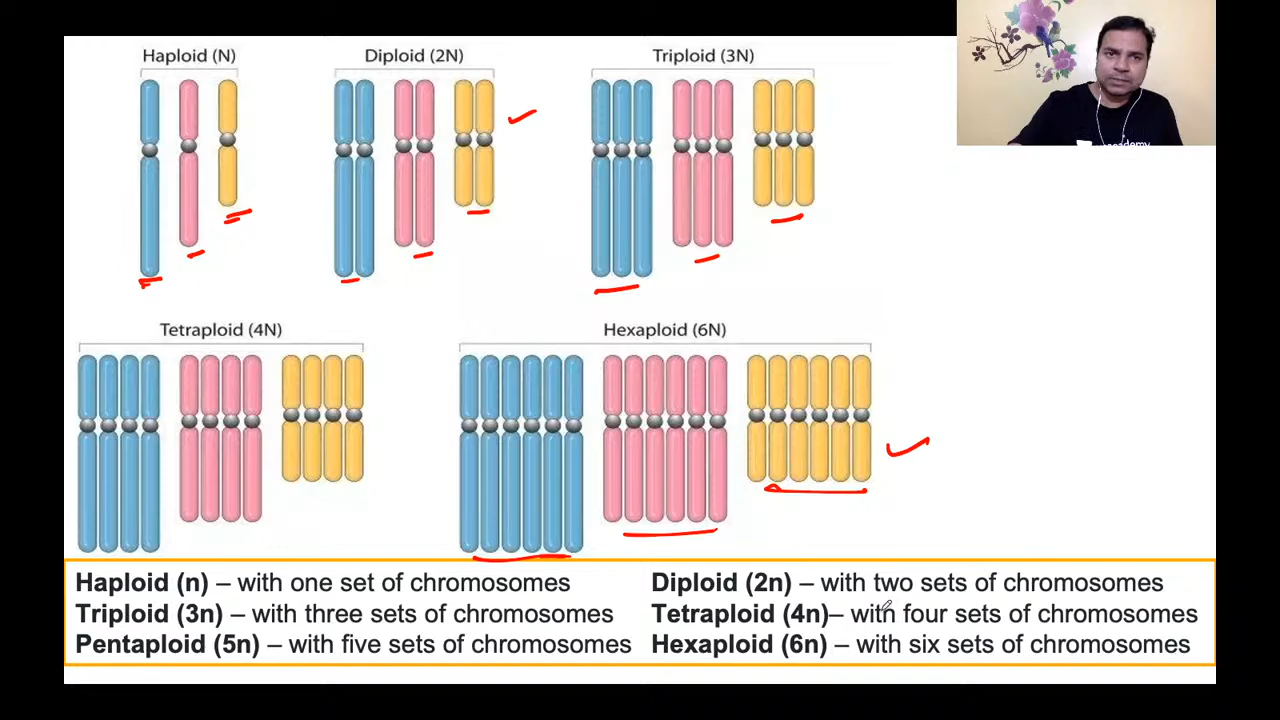 Haploid (N)
Diploid (2N)
Triploid (3N)
Tetraploid (4N)
Hexaploid (6N)
Haploid (n) – with one set of chromosomes
Diploid (2n) – with two sets of chromosomes
Triploid (3n) – with three sets of chromosomes
Tetraploid (4n)– with four sets of chromosomes
Pentaploid (5n) – with five sets of chromosomes
Hexaploid (6n) – with six sets of chromosomes